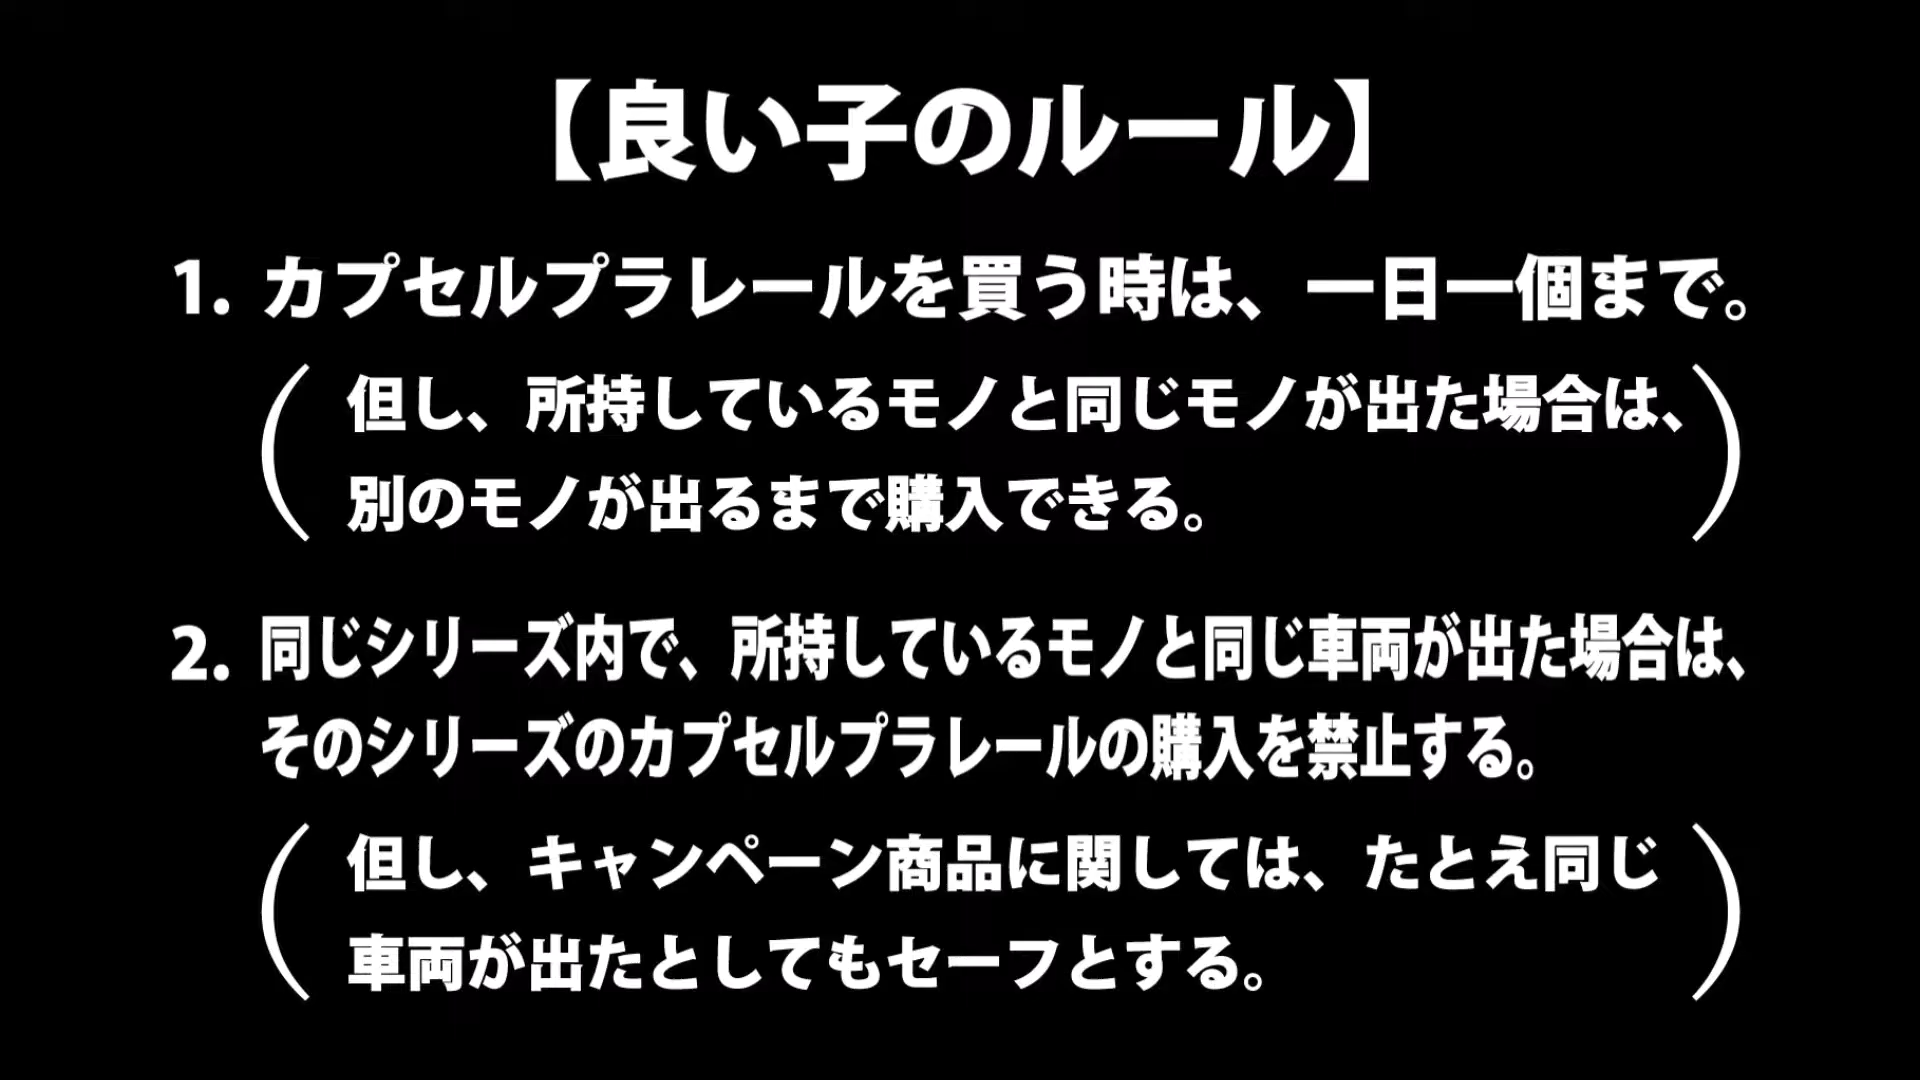 【良い子のルール】
1. カプセルプラレールを買う時は、一日一個まで。
但し、所持しているモノと同じモノが出た場合は、
別のモノが出るまで購入できる。
2. 同じシリーズ内で、所持しているモノと同じ車両が出た場合は、
そのシリーズのカプセルプラレールの購入を禁止する。
但し、キャンペーン商品に関しては、たとえ同じ
車両が出たとしてもセーフとする。